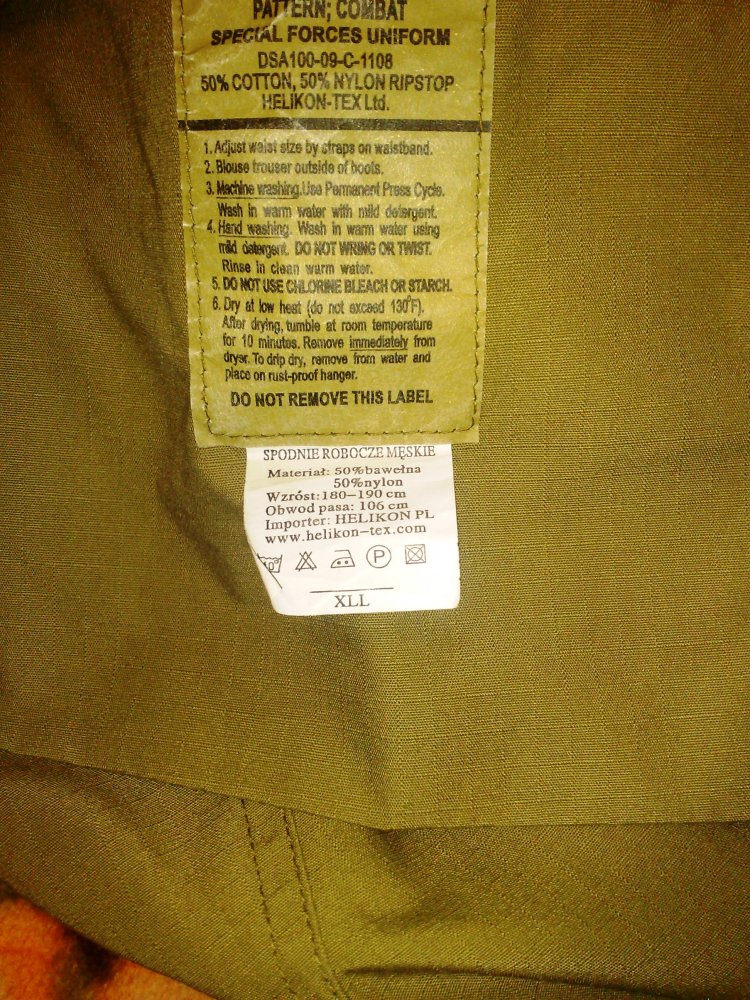 PATTERN; COMBAT
SPECIAL FORCES UNIFORM
DSA100-09-C-1108
50% COTTON, 50% NYLON RIPSTOP
HELIKON-TEX Ltd.
1. Adjust waist size by straps on waistband.
2. Blouse trouser outside of boots.
3. Machine washing.Use Permanent Press Cycle.
Wash in warm water with mild detergent.
4. Hand washing. Wash in warm water using
mild datergent. DO NOT WRING OR TWIST.
Rinse in clean warm water.
5. DO NOT USE CHLORINE BLEACH OR STARCH.
6. Dry at low heat (do not exceed 130°F).
After drying, tumble at room temperature
for 10 minutes. Remove immediately from
dryer. To drip dry, remove from water and
place on rust-proof hanger.
DO NOT REMOVE THIS LABEL
SPODNIE ROBOCZE MĘSKIE
Materiał: 50%bawełna
50%nylon
Wzróst:180-190 cm
Obwod pasa: 106 cm
Importer: HELIKON PL
www.helikon-tex.com
P
XLL